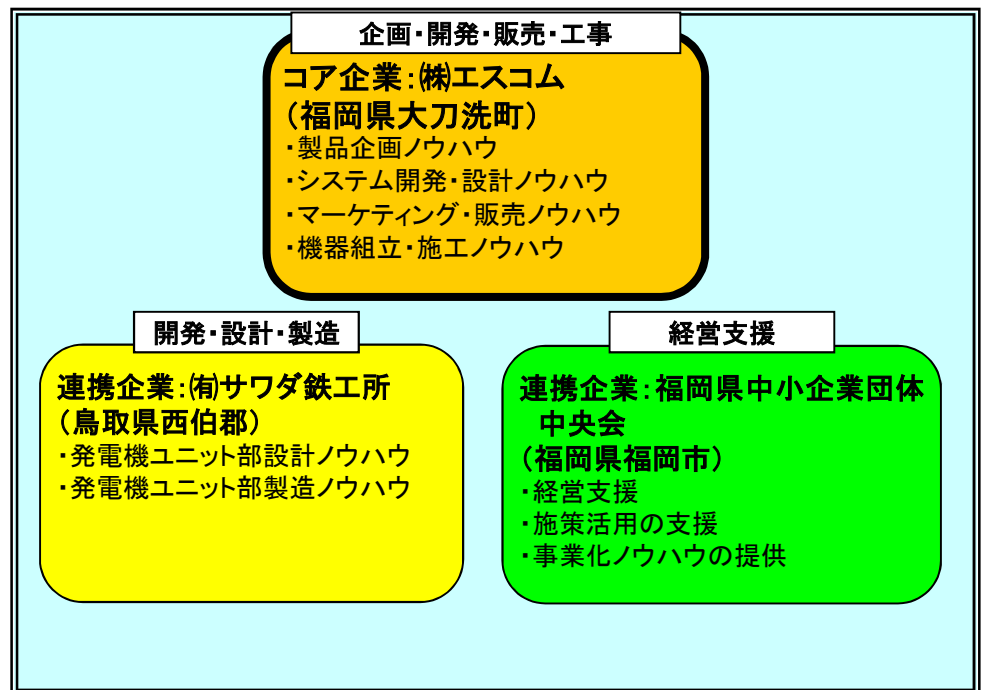 企画・開発・販売・工事
コア企業：㈱エスコム
（福岡県大刀洗町）
・製品企画ノウハウ
・システム開発・設計ノウハウ
・マーケティング・販売ノウハウ
・機器組立・施工ノウハウ
開発・設計・製造
連携企業：㈲サワダ鉄工所
（鳥取県西伯郡）
・発電機ユニット部設計ノウハウ
・発電機ユニット部製造ノウハウ
経営支援
連携企業：福岡県中小企業団体
中央会
（福岡県福岡市）
・経営支援
・施策活用の支援
・事業化ノウハウの提供